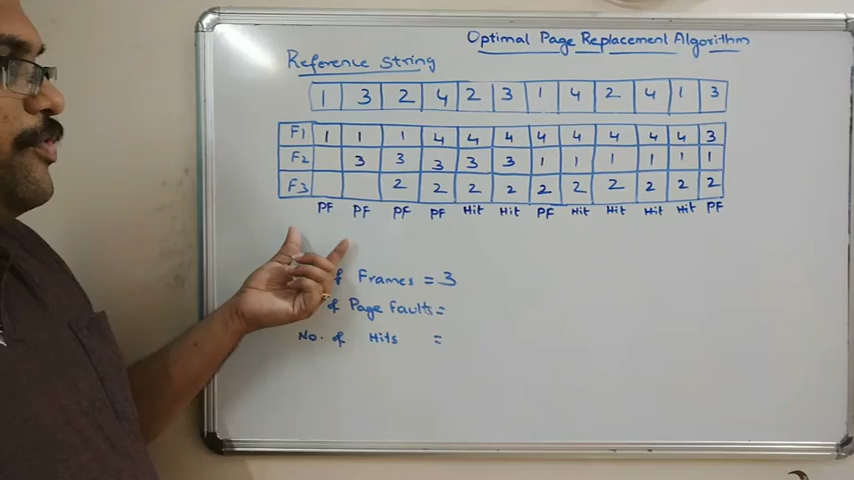 Optimal Page Replacement Algorithm
Reference String
1 3 2 4 2 3 1 4 2 4 1 3
F1 1 1 1 4 4 4 4 4 4 4 4 3
F2 3 3 3 3 3 1 1 1 1 1 1
F3 2 2 2 2 2 2 2 2 2 2
PF PF PF PF Hit Hit PF Hit Hit Hit Hit PF
f Frames = 3
of Page Faults =
No. of Hits =